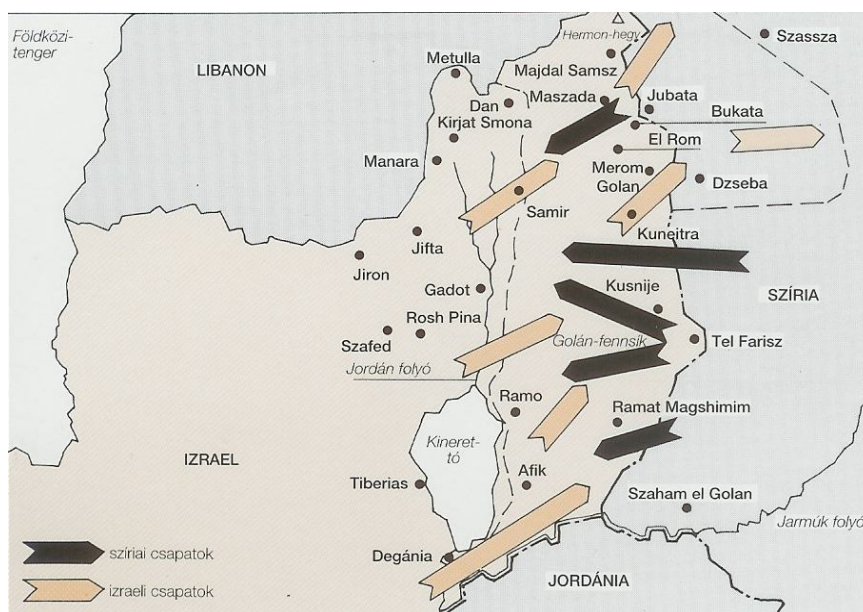 Földközi-
tenger
Hermon-hegy
Szassza
LIBANON
Metulla
Majdal Samsz
Maszada
Jubata
Dan
Bukata
Kirjat Smona
El Rom
Manara
Merom
Golan
Dzseba
Samir
Kuneitra
Jifta
Jiron
Gadot
Kusnije
SZÍRIA
Rosh Pina
Szafed
Golán-fennsík
Tel Farisz
Jordán folyó
Ramo
Ramat Magshimim
Kineret-
tó
IZRAEL
Tiberias
Afik
Szaham el Golan
Jarmúk folyó
szíriai csapatok
Degánia
izraeli csapatok
JORDÁNIA